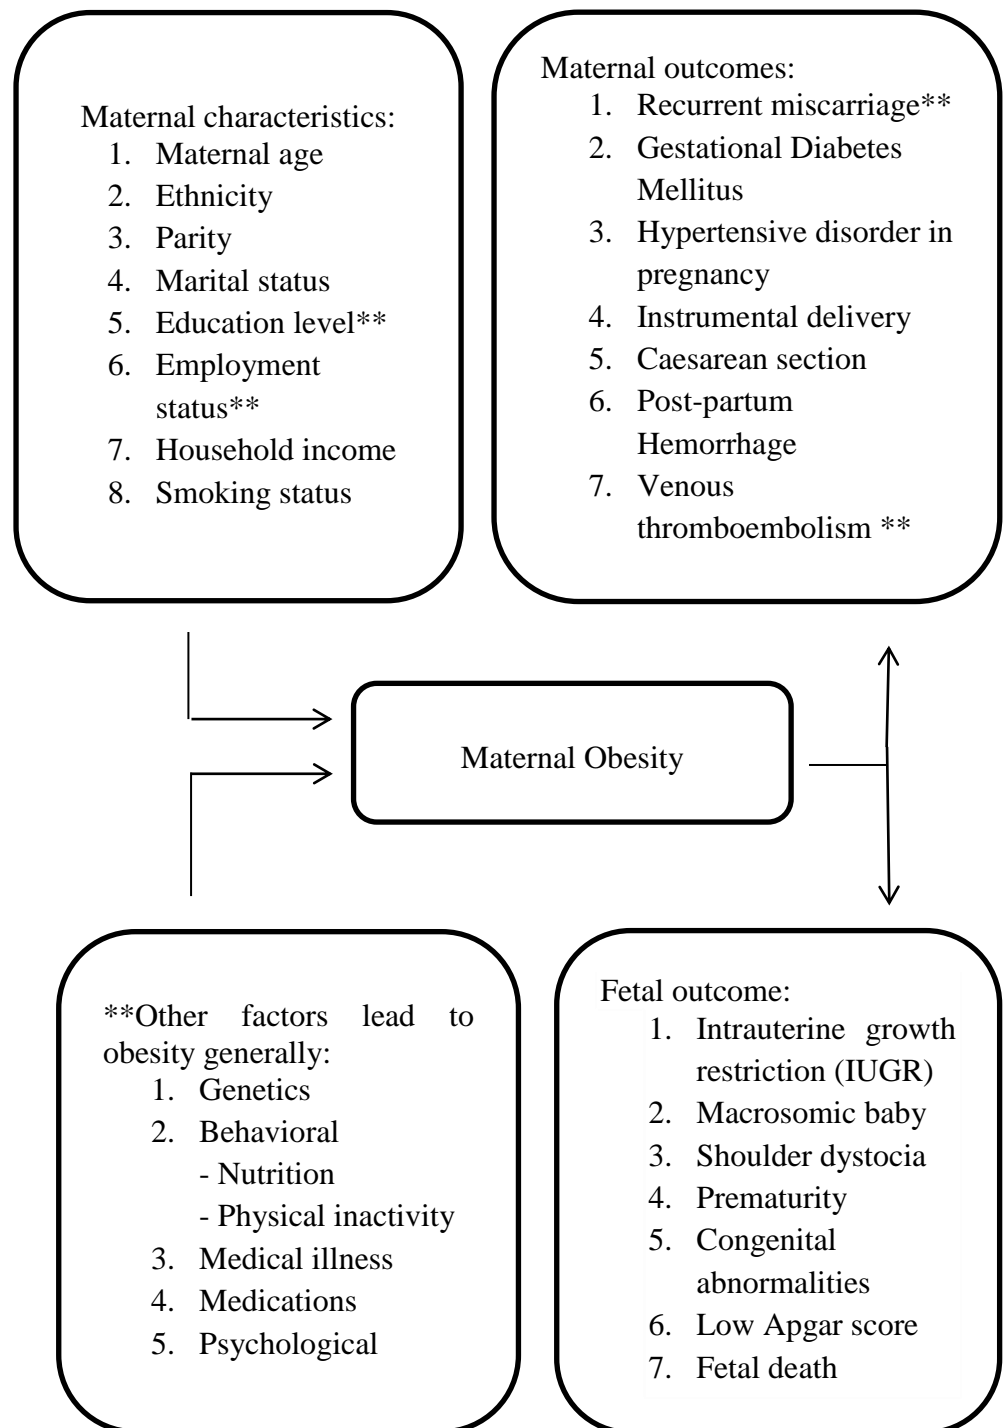 Maternal characteristics:
1. Maternal age
2. Ethnicity
3. Parity
4. Marital status
5. Education level**
6. Employment
status**
7. Household income
8. Smoking status
Maternal outcomes:
1. Recurrent miscarriage**
2. Gestational Diabetes
Mellitus
3. Hypertensive disorder in
pregnancy
4. Instrumental delivery
5. Caesarean section
6. Post-partum
Hemorrhage
7. Venous
thromboembolism **
Maternal Obesity
**Other factors lead to
obesity generally:
1. Genetics
2. Behavioral
- Nutrition
- Physical inactivity
3. Medical illness
4. Medications
5. Psychological
Fetal outcome:
1. Intrauterine growth
restriction (IUGR)
2. Macrosomic baby
3. Shoulder dystocia
4. Prematurity
5. Congenital
abnormalities
6. Low Apgar score
7. Fetal death